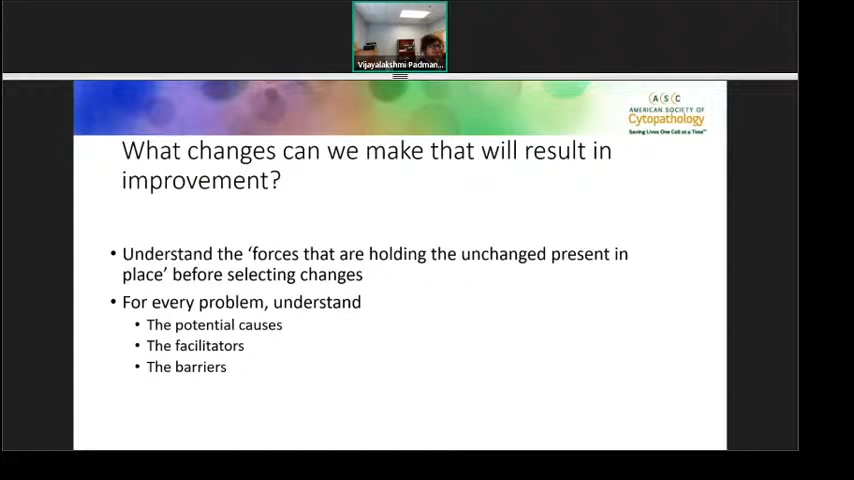 Vijayalakshmi Padman...
A S C
AMERICAN SOCIETY OF
Cytopathology
Saving Lives One Cell at a Time™
What changes can we make that will result in
improvement?
• Understand the ‘forces that are holding the unchanged present in
place’ before selecting changes
• For every problem, understand
• The potential causes
• The facilitators
• The barriers